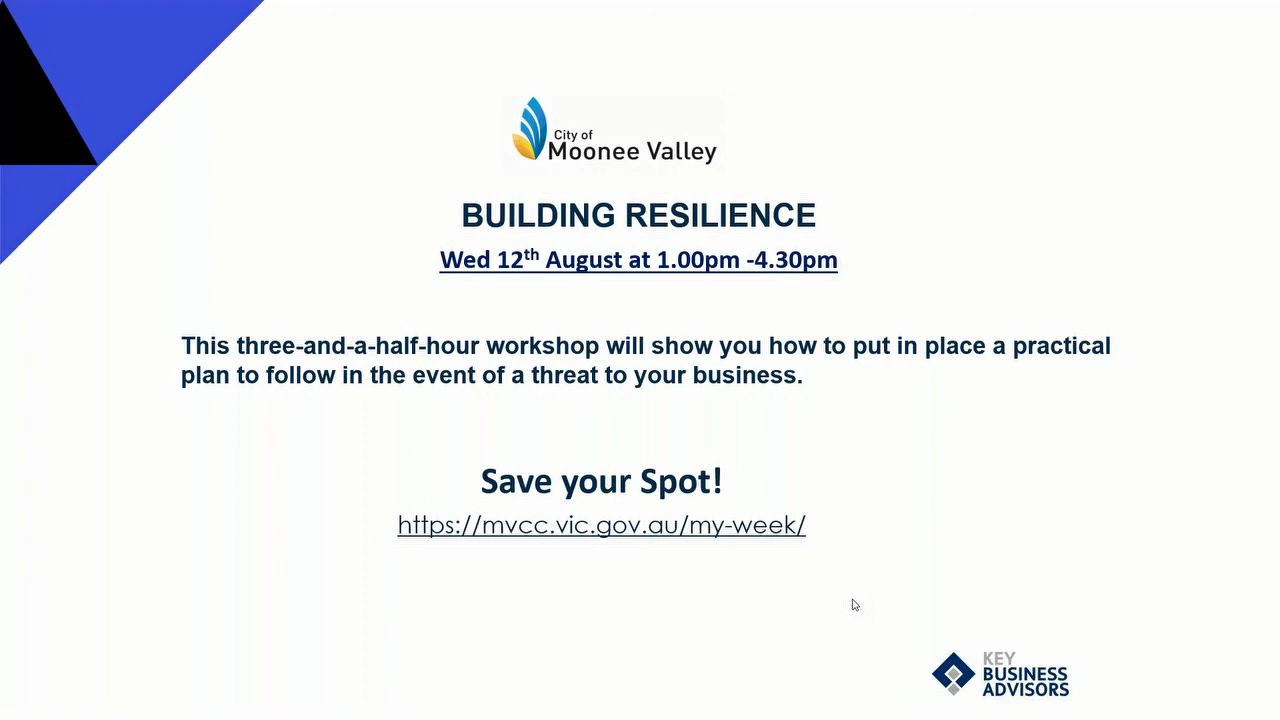 City of
Moonee Valley
BUILDING RESILIENCE
Wed 12th August at 1.00pm -4.30pm
This three-and-a-half-hour workshop will show you how to put in place a practical
plan to follow in the event of a threat to your business.
Save your Spot!
https://mvcc.vic.gov.au/my-week/
KEY
BUSINESS
ADVISORS